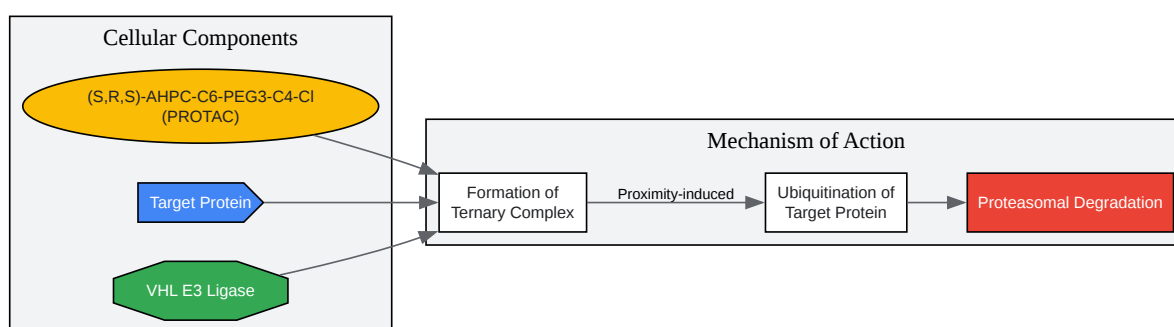 Cellular Components
(S,R,S)-AHPC-C6-PEG3-C4-Cl
(PROTAC)
Target Protein
VHL E3 Ligase
Mechanism of Action
Formation of
Ternary Complex
Proximity-induced
Ubiquitination of
Target Protein
Proteasomal Degradation